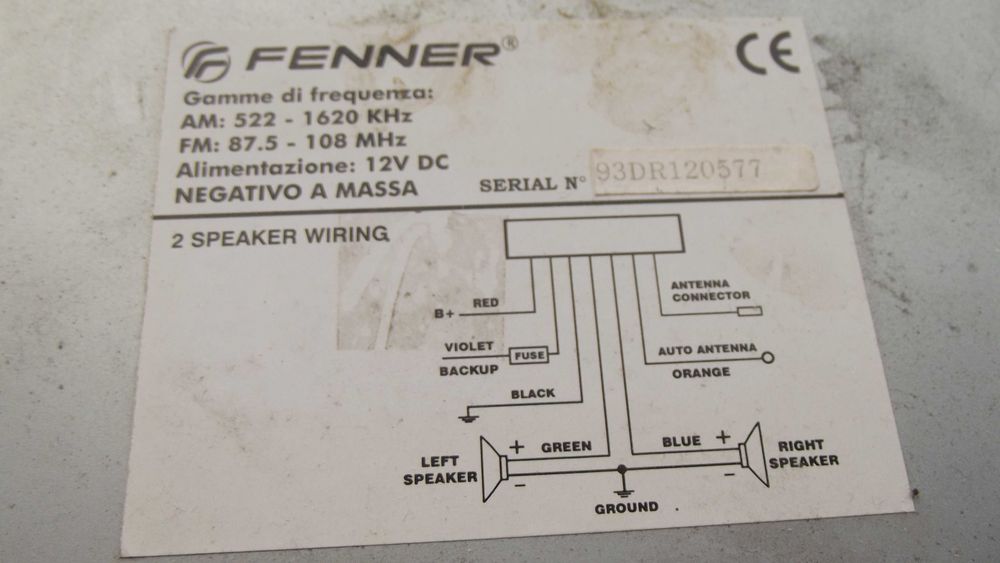 FENNER® CE
Gamme di frequenza:
AM: 522 - 1620 KHz
FM: 87.5 - 108 MHz
Alimentazione: 12V DC
NEGATIVO A MASSA
SERIAL N° 93DR120577
2 SPEAKER WIRING
RED
B+
VIOLET
FUSE
BACKUP
BLACK
ANTENNA
CONNECTOR
AUTO ANTENNA
ORANGE
LEFT
SPEAKER
+
GREEN
-
BLUE
+
-
RIGHT
SPEAKER
GROUND